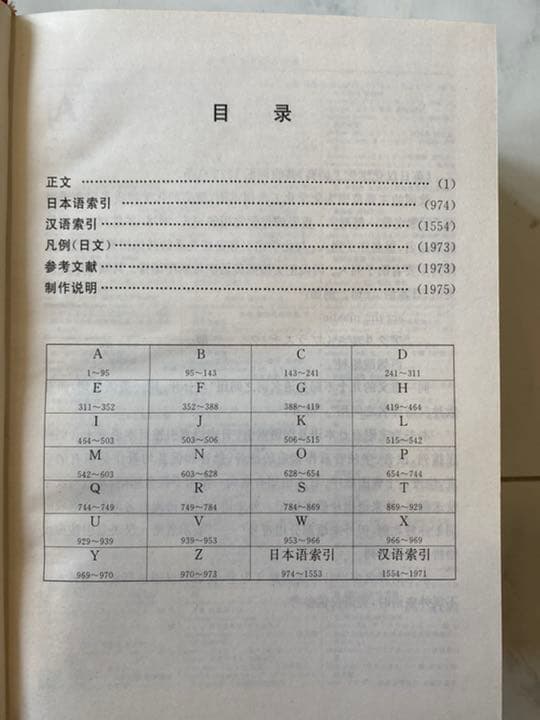 目 录
正文 ………………………………………………………… (1)
日本语索引 ………………………………………………… (974)
汉语索引 ………………………………………………… (1554)
凡例(日文) ……………………………………………… (1973)
参考文献 ………………………………………………… (1973)
制作说明 ………………………………………………… (1975)
A B C D
1~95 95~143 143~241 241~311
E F G H
311~352 352~388 388~419 419~464
I J K L
464~503 503~506 506~515 515~542
M N O P
542~603 603~628 628~654 654~744
Q R S T
744~749 749~784 784~869 869~929
U V W X
929~939 939~953 953~966 966~969
Y Z 日本语索引 汉语索引
969~970 970~973 974~1553 1554~1971